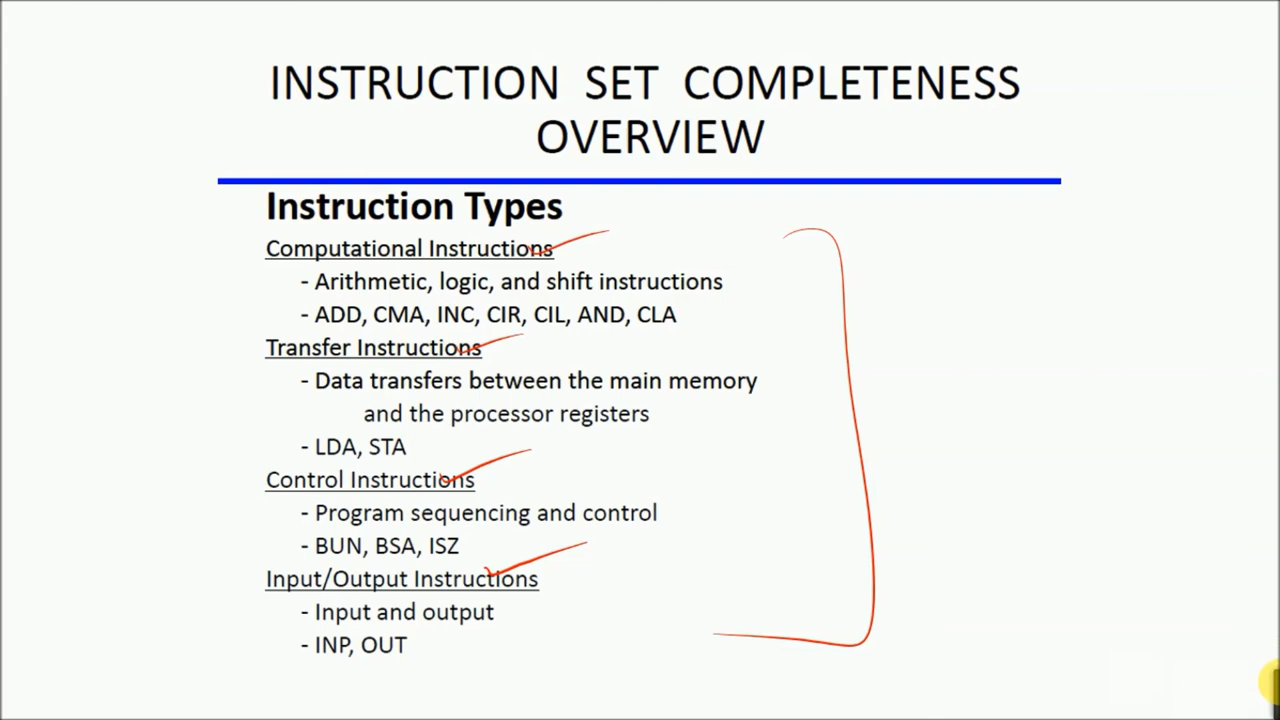 INSTRUCTION SET COMPLETENESS
OVERVIEW
Instruction Types
Computational Instructions
- Arithmetic, logic, and shift instructions
- ADD, CMA, INC, CIR, CIL, AND, CLA
Transfer Instructions
- Data transfers between the main memory
and the processor registers
- LDA, STA
Control Instructions
- Program sequencing and control
- BUN, BSA, ISZ
Input/Output Instructions
- Input and output
- INP, OUT